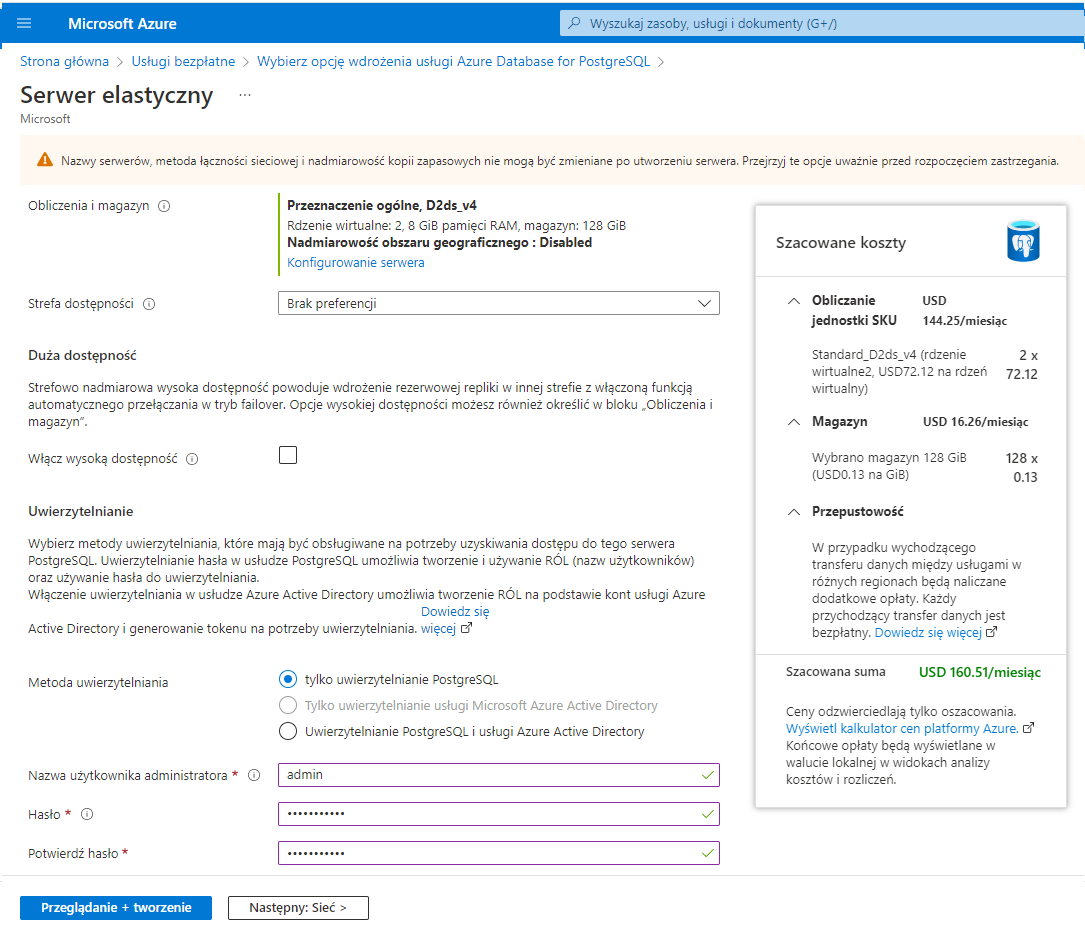 Microsoft Azure
Wyszukaj zasoby, usługi i dokumenty (G+/)
Strona główna > Usługi bezpłatne > Wybierz opcję wdrożenia usługi Azure Database for PostgreSQL >
Serwer elastyczny ...
Microsoft
Nazwy serwerów, metoda łączności sieciowej i nadmiarowość kopii zapasowych nie mogą być zmieniane po utworzeniu serwera. Przejrzyj te opcje uważnie przed rozpoczęciem zastrzegania.
Obliczenia i magazyn
Przeznaczenie ogólne, D2ds_v4
Rdzenie wirtualne: 2, 8 GiB pamięci RAM, magazyn: 128 GiB
Nadmiarowość obszaru geograficznego : Disabled
Konfigurowanie serwera
Strefa dostępności
Brak preferencji
Duża dostępność
Strefowo nadmiarowa wysoka dostępność powoduje wdrożenie rezerwowej repliki w innej strefie z włączoną funkcją
automatycznego przełączania w tryb failover. Opcje wysokiej dostępności możesz również określić w bloku „Obliczenia i
magazyn”.
Włącz wysoką dostępność
Uwierzytelnianie
Wybierz metody uwierzytelniania, które mają być obsługiwane na potrzeby uzyskiwania dostępu do tego serwera
PostgreSQL. Uwierzytelnianie hasła w usłudze PostgreSQL umożliwia tworzenie i używanie RÓL (nazw użytkowników)
oraz używanie hasła do uwierzytelniania.
Włączenie uwierzytelniania w usłudze Azure Active Directory umożliwia tworzenie RÓL na podstawie kont usługi Azure
Dowiedz się
Active Directory i generowanie tokenu na potrzeby uwierzytelniania. więcej
Metoda uwierzytelniania
tylko uwierzytelnianie PostgreSQL
Tylko uwierzytelnianie usługi Microsoft Azure Active Directory
Uwierzytelnianie PostgreSQL i usługi Azure Active Directory
Nazwa użytkownika administratora *
admin
Hasło *
•••••••••••
Potwierdź hasło *
•••••••••••
Przeglądanie + tworzenie
Następny: Sieć >
Szacowane koszty
Obliczanie USD
jednostki SKU 144.25/miesiąc
Standard_D2ds_v4 (rdzenie 2 x
wirtualne2, USD72.12 na rdzeń 72.12
wirtualny)
Magazyn USD 16.26/miesiąc
Wybrano magazyn 128 GiB 128 x
(USD0.13 na GiB) 0.13
Przepustowość
W przypadku wychodzącego
transferu danych między usługami w
różnych regionach będą naliczane
dodatkowe opłaty. Każdy
przychodzący transfer danych jest
bezpłatny. Dowiedz się więcej
Szacowana suma USD 160.51/miesiąc
Ceny odzwierciedlają tylko oszacowania.
Wyświetl kalkulator cen platformy Azure.
Końcowe opłaty będą wyświetlane w
walucie lokalnej w widokach analizy
kosztów i rozliczeń.